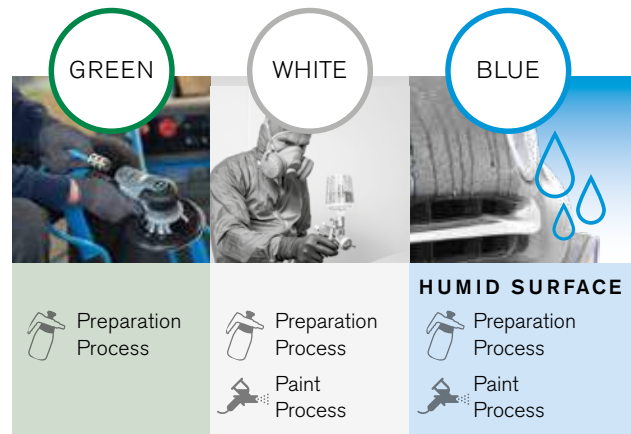 GREEN
WHITE
BLUE
Preparation
Process
Preparation
Process
Paint
Process
HUMID SURFACE
Preparation
Process
Paint
Process